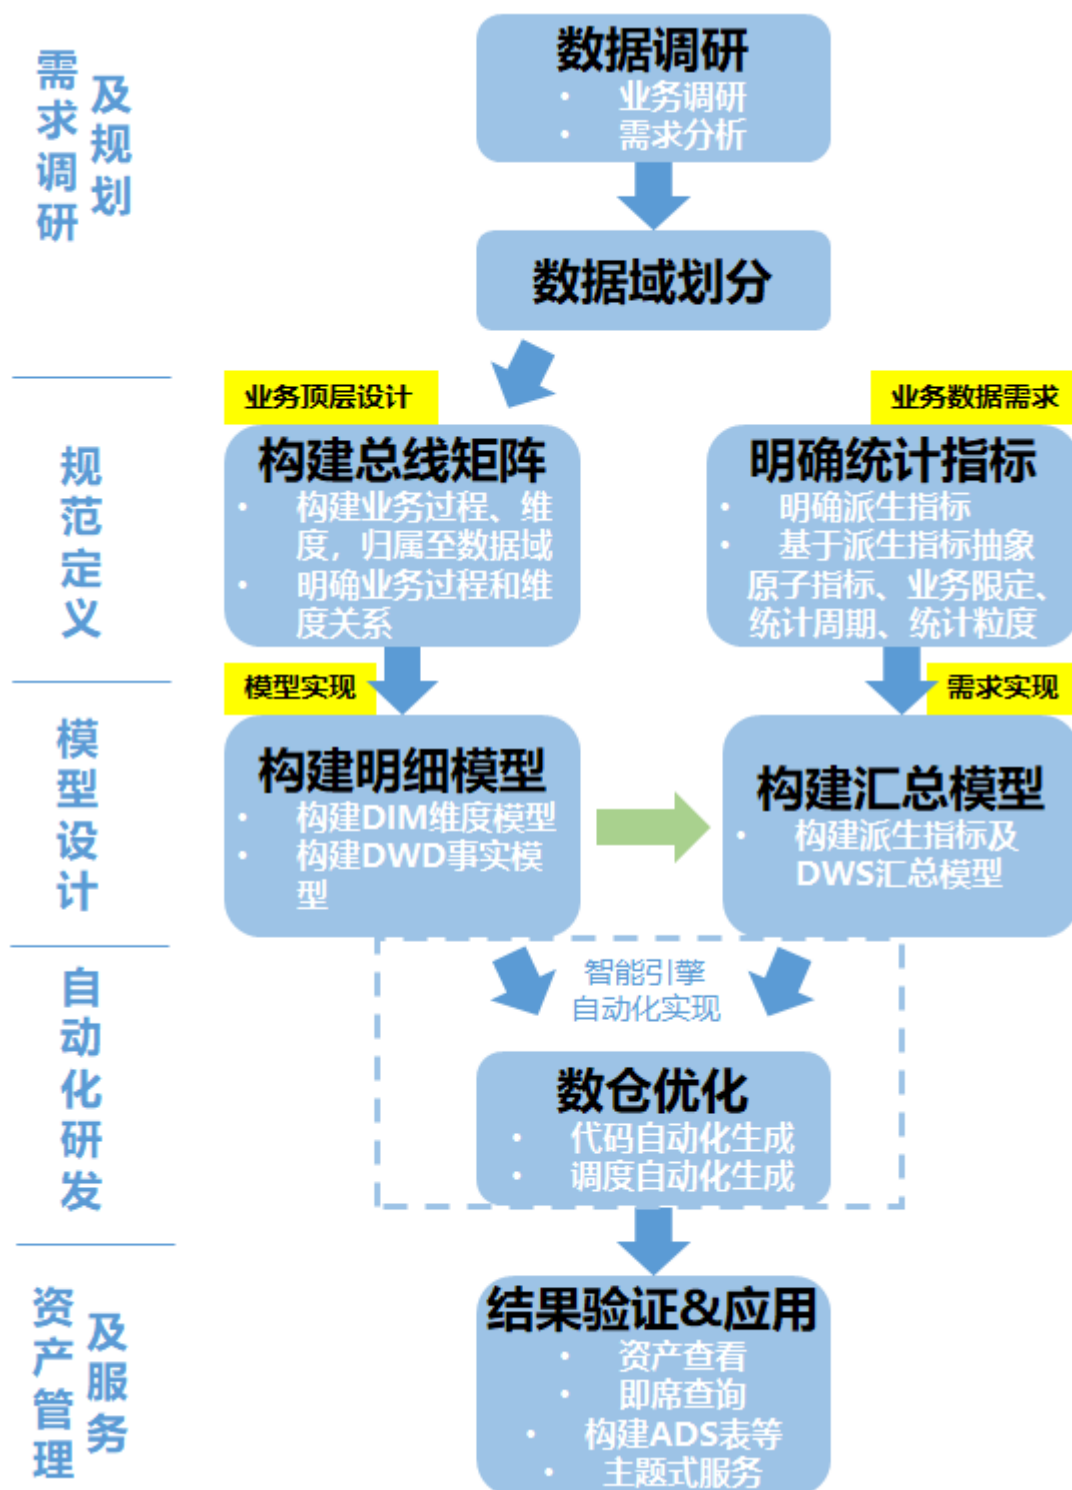 需求调研
及规划
数据调研
• 业务调研
• 需求分析
数据域划分
规范定义
业务顶层设计
构建总线矩阵
• 构建业务过程、维
度，归属至数据域
• 明确业务过程和维
度关系
业务数据需求
明确统计指标
• 明确派生指标
• 基于派生指标抽象
原子指标、业务限定、
统计周期、统计粒度
模型设计
模型实现
构建明细模型
• 构建DIM维度模型
• 构建DWD事实模
型
需求实现
构建汇总模型
• 构建派生指标及
DWS汇总模型
自动化研发
智能引擎
自动化实现
数仓优化
• 代码自动化生成
• 调度自动化生成
资产管理
及服务
结果验证&应用
• 资产查看
• 即席查询
• 构建ADS表等
• 主题式服务